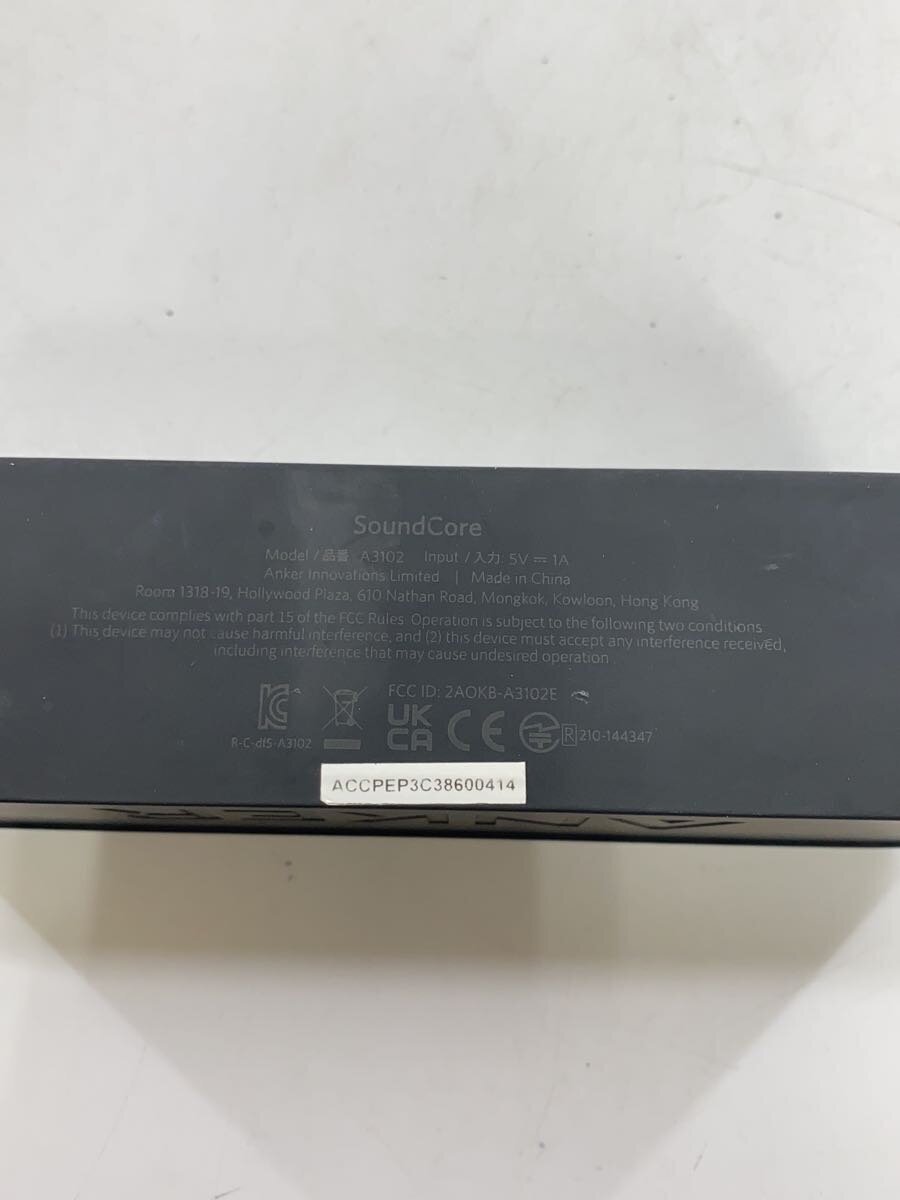 SoundCore
Model / 品番 A3102 Input / 入力 5V ⎓ 1A
Anker Innovations Limited | Made in China
Room 1318-19, Hollywood Plaza, 610 Nathan Road, Mongkok, Kowloon, Hong Kong
This device complies with part 15 of the FCC Rules. Operation is subject to the following two conditions
(1) This device may not cause harmful interference, and (2) this device must accept any interference received,
including interference that may cause undesired operation.
FCC ID: 2AOKB-A3102E
R-C-df5-A3102
UK
CA
CE
R 210-144347
ACCPEP3C38600414
ANKER